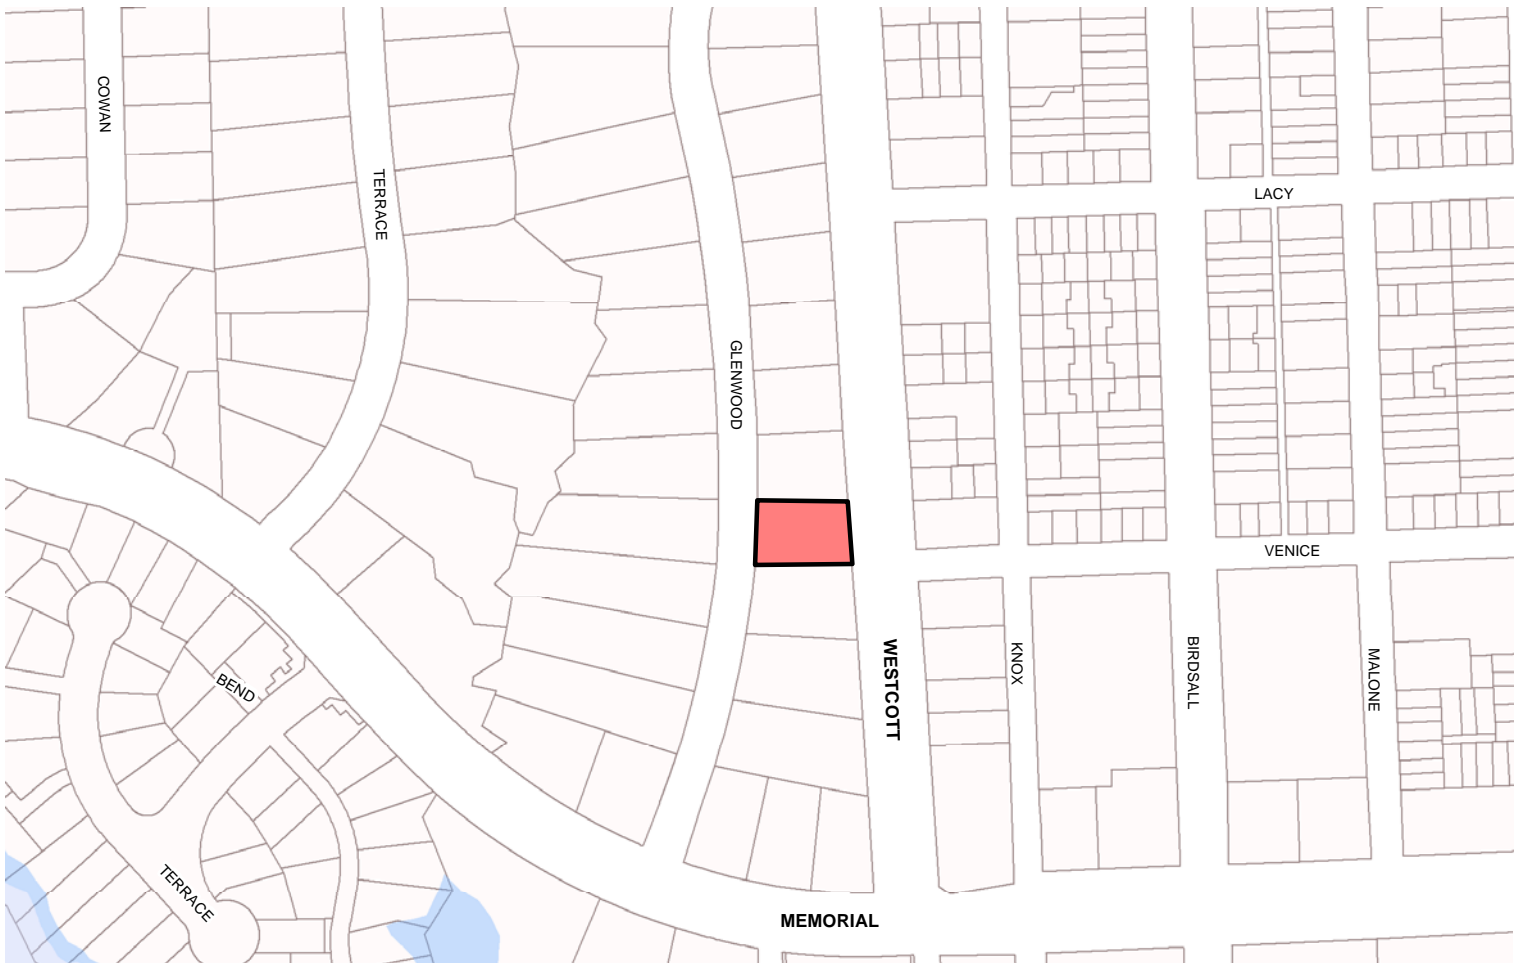 COWAN
TERRACE
LACY
GLENWOOD
VENICE
WESTCOTT
KNOX
BIRDSALL
MALONE
BEND
TERRACE
MEMORIAL